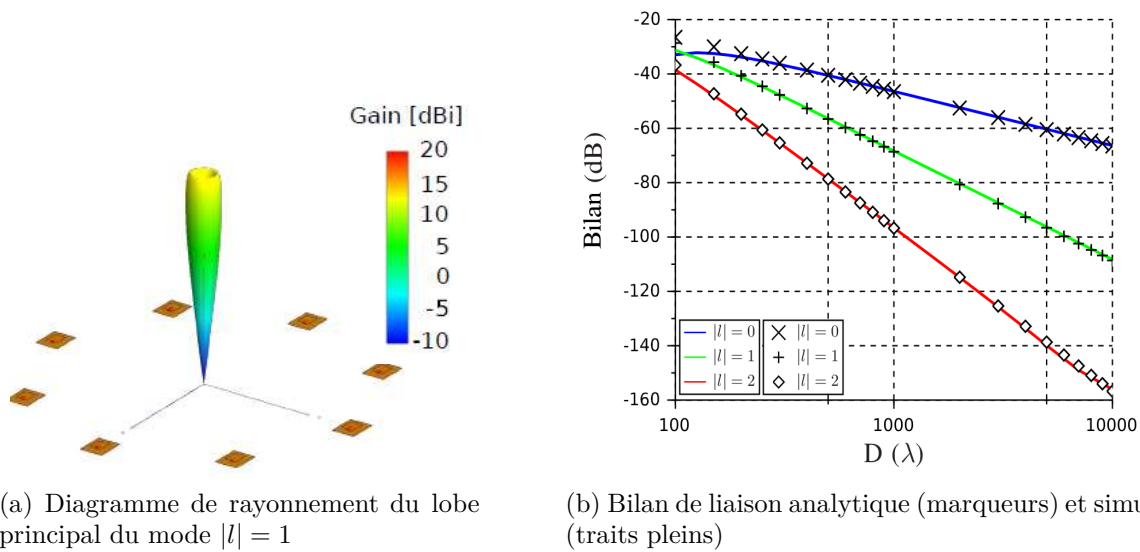 Gain [dBi]
20
15
10
5
0
-5
-10
-20
-40
-60
-80
-100
-120
-140
-160
Bilan (dB)
|l| = 0
|l| = 1
|l| = 2
|l| = 0
|l| = 1
|l| = 2
100
1000
10000
D (λ)
(a) Diagramme de rayonnement du lobe
principal du mode |l| = 1
(b) Bilan de liaison analytique (marqueurs) et simu
(traits pleins)